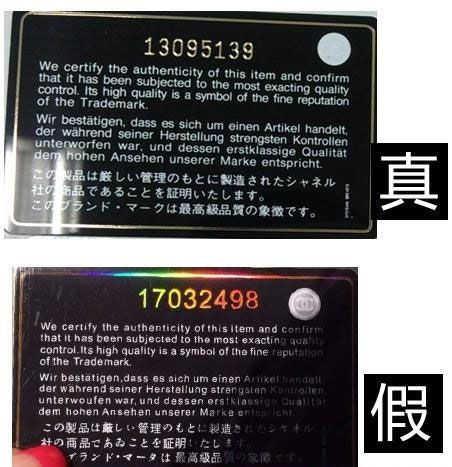 13095139
We certify the authenticity of this item and confirm
that it has been subjected to the most exacting quality
control. Its high quality is a symbol of the fine reputation
of the Trademark.
Wir bestätigen, dass es sich um einen Artikel handelt,
der während seiner Herstellung strengsten Kontrollen
unterworfen war, und dessen erstklassige Qualität
dem hohen Ansehen unserer Marke entspricht.
この製品は厳しい管理のもとに製造されたシャネル
社の商品であることを証明いたします。
このブランド・マークは最高級品質の象徴です。
真
17032498
We certify the authenticity of this item and confirm
that it has been subjected to the most exacting quality
control.Its high quality is a symbol of the fine reputation
of the Trademark.
Wir bestätigen,dass es sich um einen Artikel handelt,
der während seiner Herstellung strengsten Kontrollen
unterwoufen war, und dessen erstklassige Qualität
dem hohen Ansehen unserer Marke entspricht.
この製品は厳しい管理のもとに製造されたシャネル
社の商品であゐことを証明いたします。
ブランド・マータは最高級品質の象徴です。
假